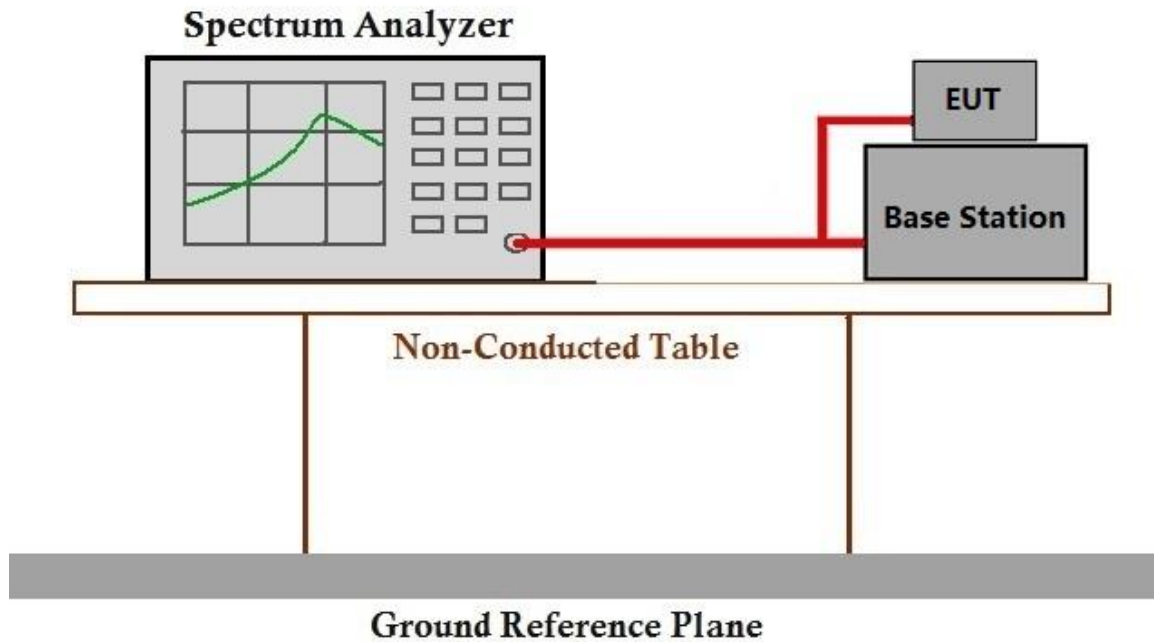 Spectrum Analyzer
EUT
Base Station
Non-Conducted Table
Ground Reference Plane